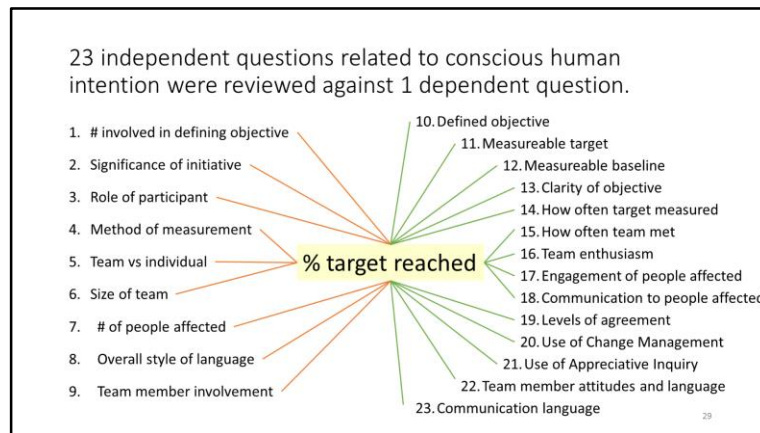 23 independent questions related to conscious human
intention were reviewed against 1 dependent question.
1. # involved in defining objective
2. Significance of initiative
3. Role of participant
4. Method of measurement
5. Team vs individual
6. Size of team
7. # of people affected
8. Overall style of language
9. Team member involvement
% target reached
10. Defined objective
11. Measureable target
12. Measureable baseline
13. Clarity of objective
14. How often target measured
15. How often team met
16. Team enthusiasm
17. Engagement of people affected
18. Communication to people affected
19. Levels of agreement
20. Use of Change Management
21. Use of Appreciative Inquiry
22. Team member attitudes and language
23. Communication language
29